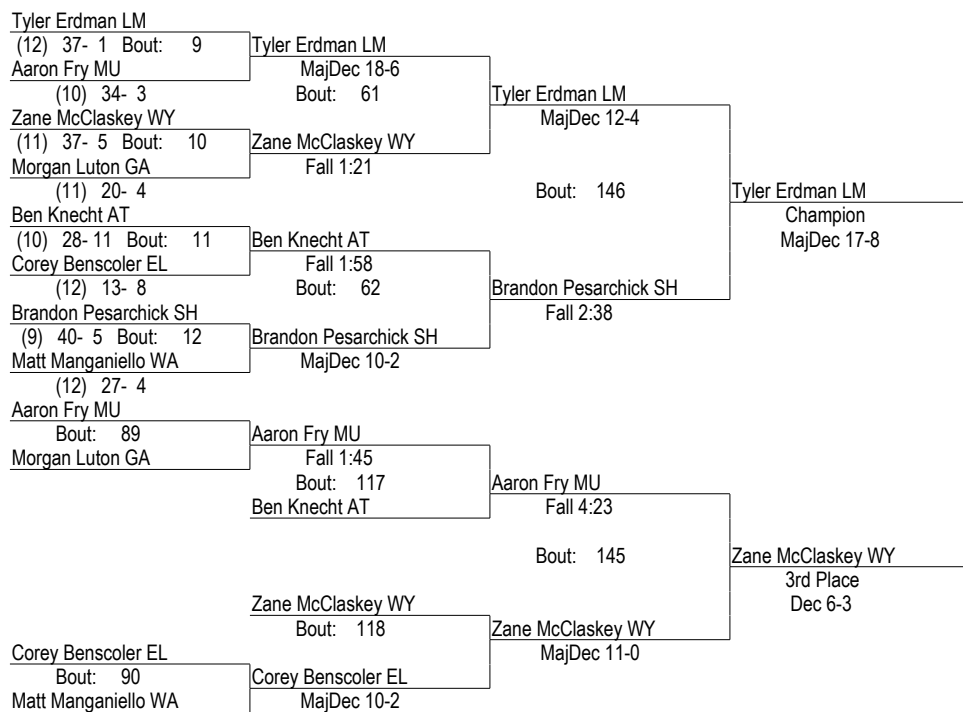 Tyler Erdman LM
(12) 37- 1 Bout: 9
Tyler Erdman LM
Aaron Fry MU
MajDec 18-6
(10) 34- 3
Bout: 61
Tyler Erdman LM
Zane McClaskey WY
MajDec 12-4
(11) 37- 5 Bout: 10
Zane McClaskey WY
Morgan Luton GA
Fall 1:21
(11) 20- 4
Bout: 146
Tyler Erdman LM
Ben Knecht AT
Champion
(10) 28- 11 Bout: 11
Ben Knecht AT
MajDec 17-8
Corey Benscoler EL
Fall 1:58
(12) 13- 8
Bout: 62
Brandon Pesarchick SH
Brandon Pesarchick SH
Fall 2:38
(9) 40- 5 Bout: 12
Brandon Pesarchick SH
Matt Manganiello WA
MajDec 10-2
(12) 27- 4
Aaron Fry MU
Bout: 89
Aaron Fry MU
Morgan Luton GA
Fall 1:45
Bout: 117
Aaron Fry MU
Ben Knecht AT
Fall 4:23
Bout: 145
Zane McClaskey WY
3rd Place
Zane McClaskey WY
Dec 6-3
Bout: 118
Zane McClaskey WY
Corey Benscoler EL
MajDec 11-0
Bout: 90
Corey Benscoler EL
Matt Manganiello WA
MajDec 10-2